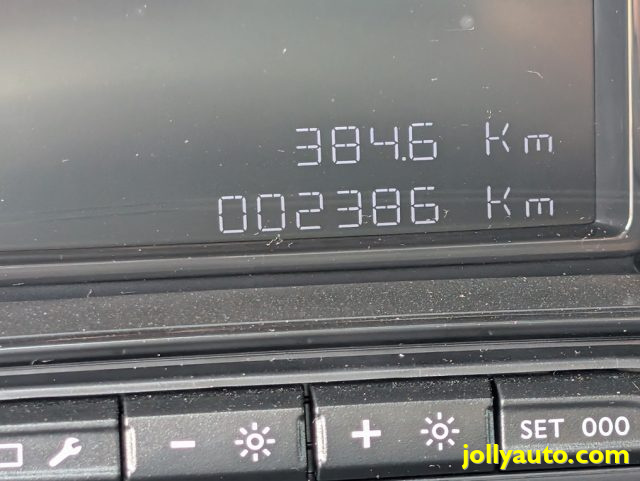 384.6 Km
002386 Km
- + SET 000
jollyauto.com